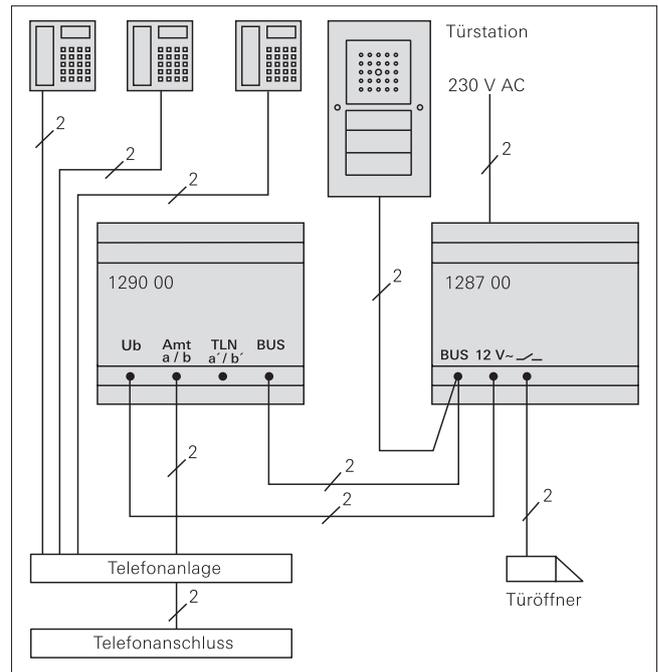 Türstation
230 V AC
2
2
2
2
2
1290 00
1287 00
Ub Amt a / b TLN a´/ b´ BUS
BUS 12 V~
2
2
2
2
Telefonanlage
2
Türöffner
Telefonanschluss